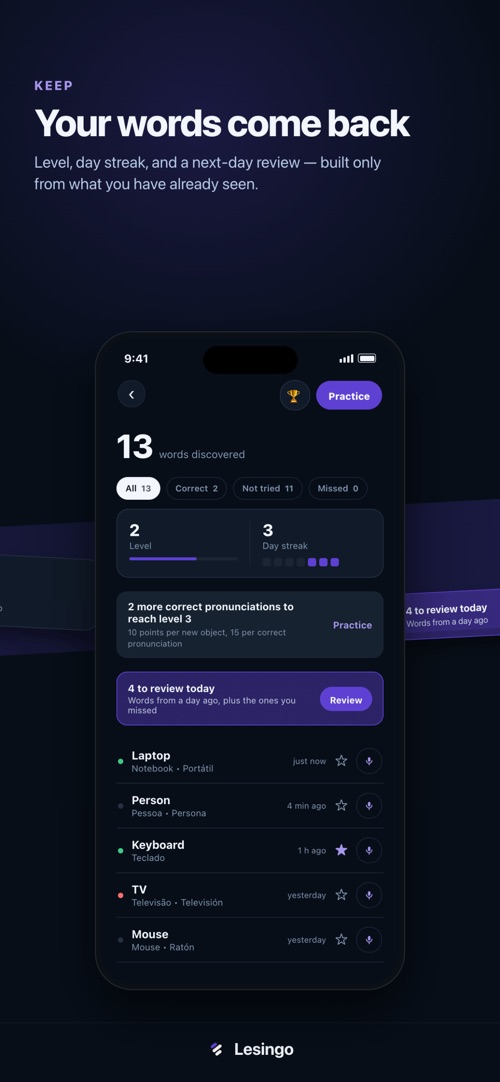 KEEP
Your words come back
Level, day streak, and a next-day review — built only
from what you have already seen.
9:41
Practice
13 words discovered
All 13
Correct 2
Not tried 11
Missed 0
2
Level
3
Day streak
2 more correct pronunciations to
reach level 3
10 points per new object, 15 per correct
pronunciation
Practice
4 to review today
Words from a day ago, plus the ones you
missed
Review
4 to review today
Words from a day ago
Laptop
Notebook • Portátil
just now
Person
Pessoa • Persona
4 min ago
Keyboard
Teclado
1 h ago
TV
Televisão • Televisión
yesterday
Mouse
Mouse • Ratón
yesterday
Lesingo